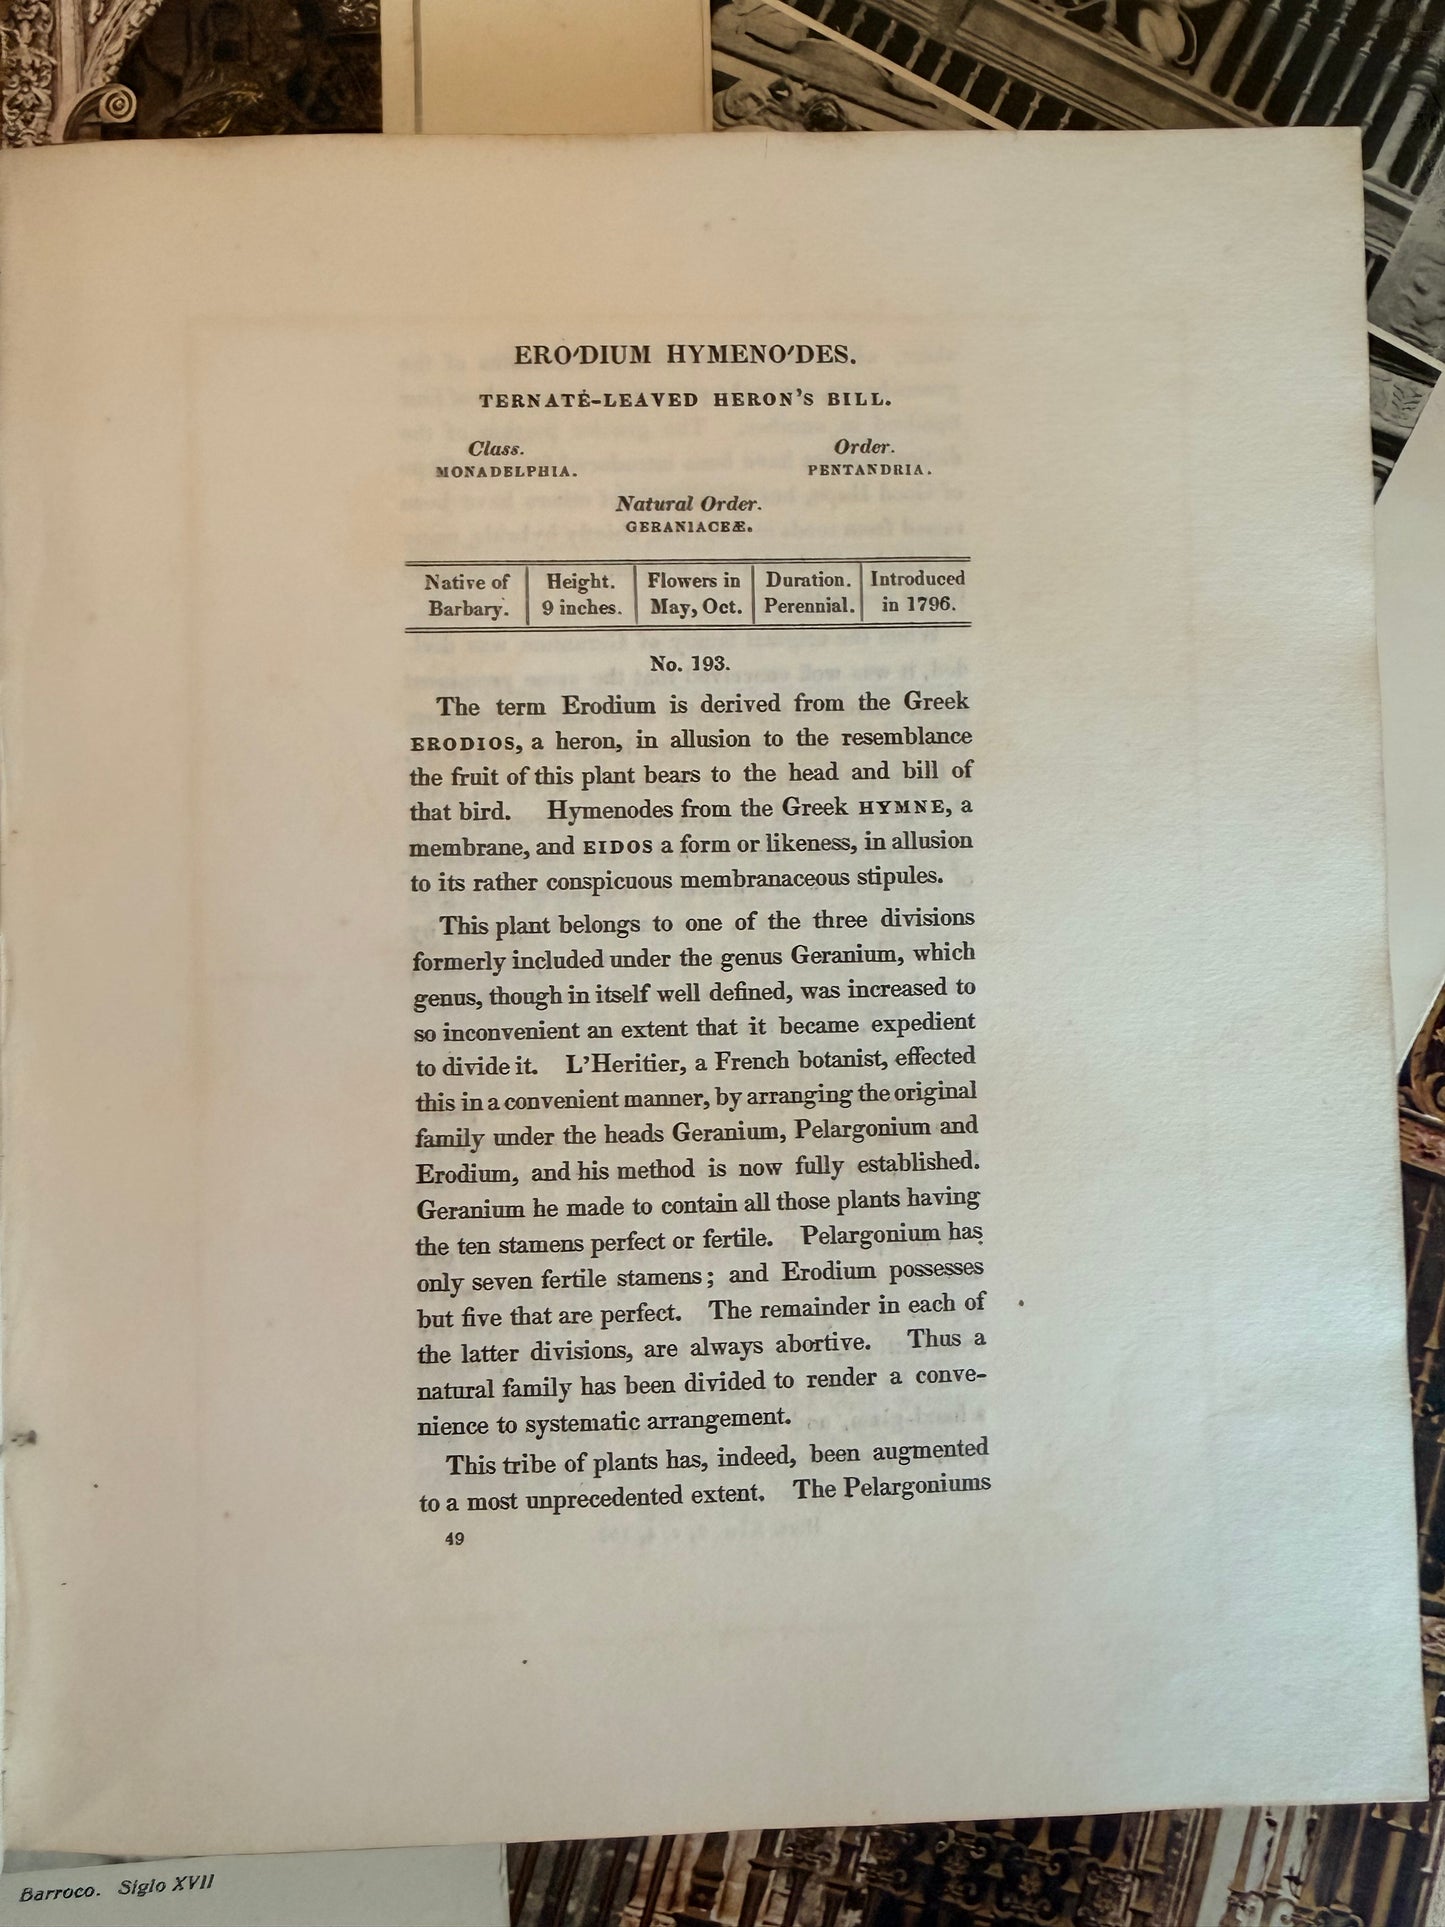 ERO'DIUM HYMENO'DES.
TERNATE-LEAVED HERON'S BILL.
Class. Order.
MONADELPHIA. PENTANDRIA.
Natural Order.
GERANIACEÆ.
Native of Height. Flowers in Duration. Introduced
Barbary. 9 inches. May, Oct. Perennial. in 1796.
No. 193.
The term Erodium is derived from the Greek
ERODIOS, a heron, in allusion to the resemblance
the fruit of this plant bears to the head and bill of
that bird. Hymenodes from the Greek HYMNE, a
membrane, and EIDOS a form or likeness, in allusion
to its rather conspicuous membranaceous stipules.
This plant belongs to one of the three divisions
formerly included under the genus Geranium, which
genus, though in itself well defined, was increased to
so inconvenient an extent that it became expedient
to divide it. L'Heritier, a French botanist, effected
this in a convenient manner, by arranging the original
family under the heads Geranium, Pelargonium and
Erodium, and his method is now fully established.
Geranium he made to contain all those plants having
the ten stamens perfect or fertile. Pelargonium has
only seven fertile stamens; and Erodium possesses
but five that are perfect. The remainder in each of
the latter divisions, are always abortive. Thus a
natural family has been divided to render a conve-
nience to systematic arrangement.
This tribe of plants has, indeed, been augmented
to a most unprecedented extent. The Pelargoniums
49
Barroco. Siglo XVII